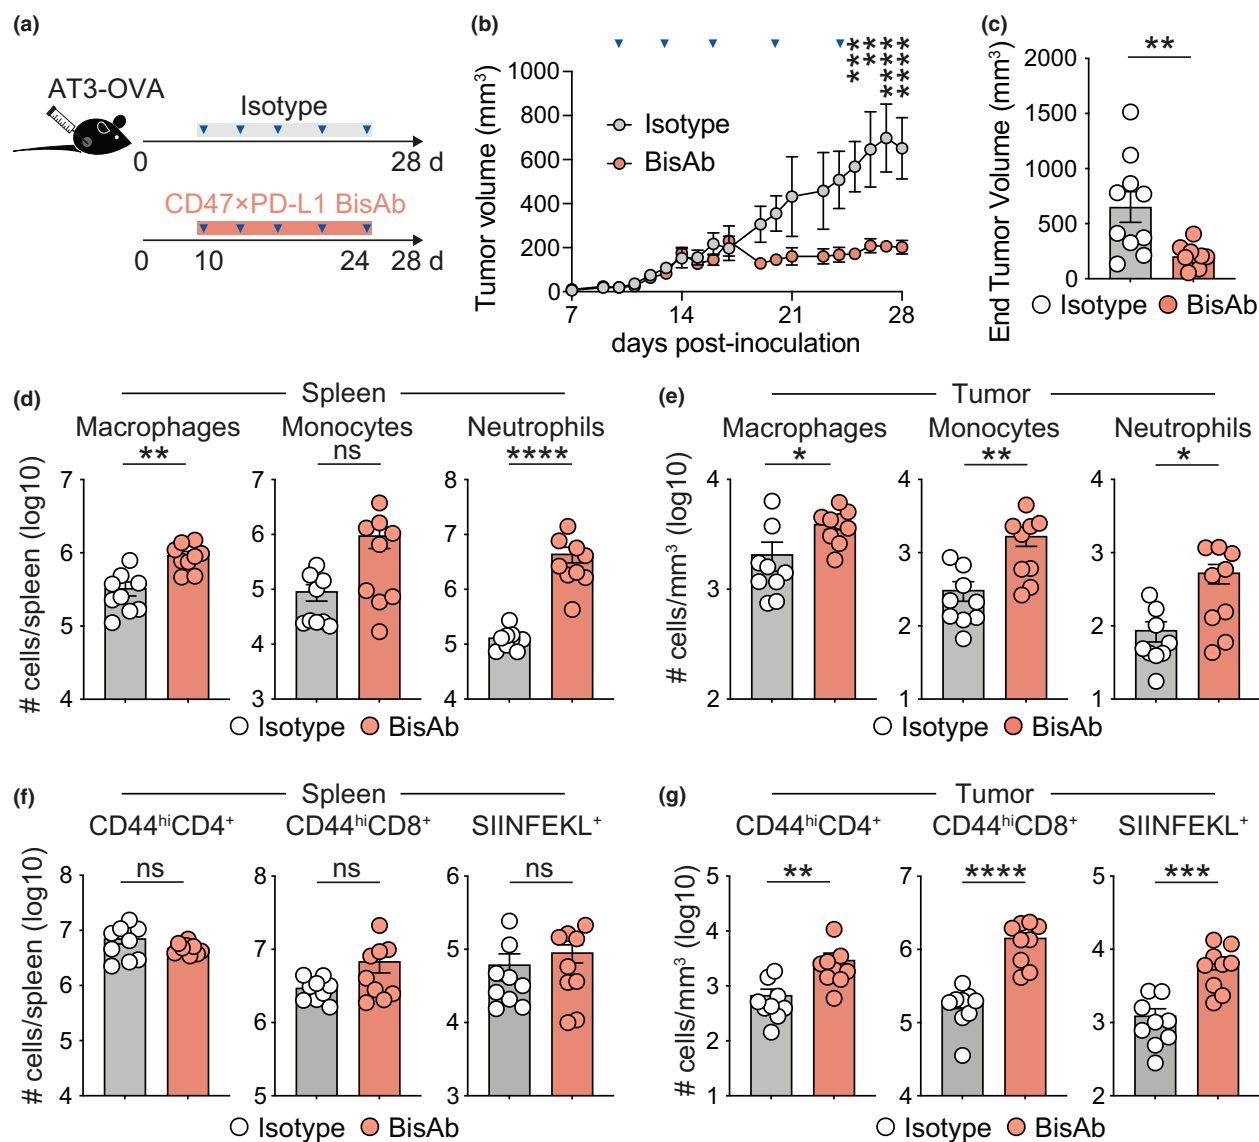 (a)
AT3-OVA
Isotype
0
28 d
CD47×PD-L1 BisAb
0 10 24 28 d
(b)
Tumor volume (mm³)
1000
800
600
400
200
0
Isotype
BisAb
*** ** **** ****
7 14 21 28
days post-inoculation
(c)
End Tumor Volume (mm³)
**
2000
1500
1000
500
0
Isotype BisAb
(d)
Spleen
Macrophages Monocytes Neutrophils
** ns ****
# cells/spleen (log10)
7 7 8
6 6 7
5 5 6
4 4 5
3 4
Isotype BisAb
(e)
Tumor
Macrophages Monocytes Neutrophils
* ** *
# cells/mm³ (log10)
4 4 4
3 3 3
2 2 2
1 1
Isotype BisAb
(f)
Spleen
CD44ʰⁱCD4⁺ CD44ʰⁱCD8⁺ SIINFEKL⁺
ns ns ns
# cells/spleen (log10)
8 8 6
7 7 5
6 6 4
5 5 3
4
Isotype BisAb
(g)
Tumor
CD44ʰⁱCD4⁺ CD44ʰⁱCD8⁺ SIINFEKL⁺
** **** ***
# cells/mm³ (log10)
5 7 5
4 6 4
3 5 3
2 4 2
1
Isotype BisAb